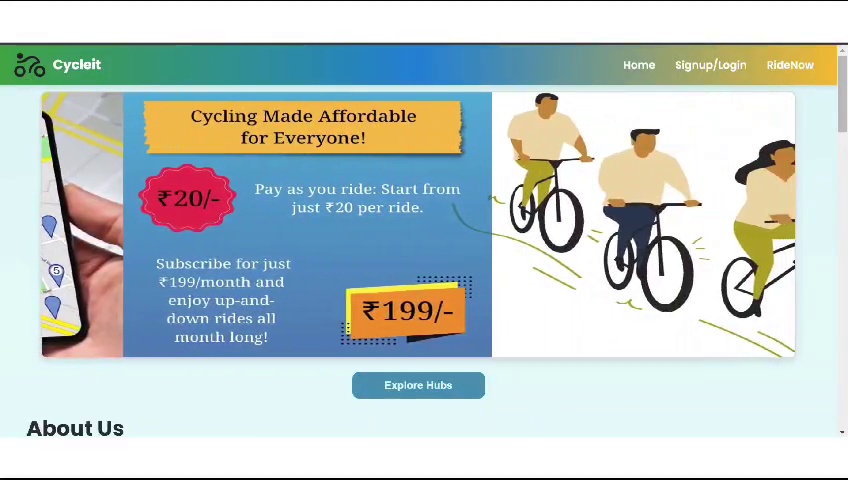 Cycleit
Home
Signup/Login
RideNow
Cycling Made Affordable
for Everyone!
₹20/-
Pay as you ride: Start from
just ₹20 per ride.
Subscribe for just
₹199/month and
enjoy up-and-
down rides all
month long!
₹199/-
5
Explore Hubs
About Us